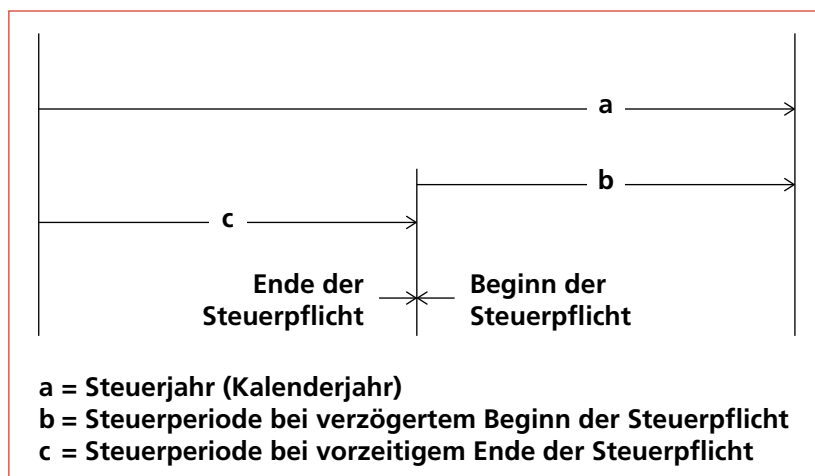 a
b
c
Ende der
Steuerpflicht
Beginn der
Steuerpflicht
a = Steuerjahr (Kalenderjahr)
b = Steuerperiode bei verzögertem Beginn der Steuerpflicht
c = Steuerperiode bei vorzeitigem Ende der Steuerpflicht